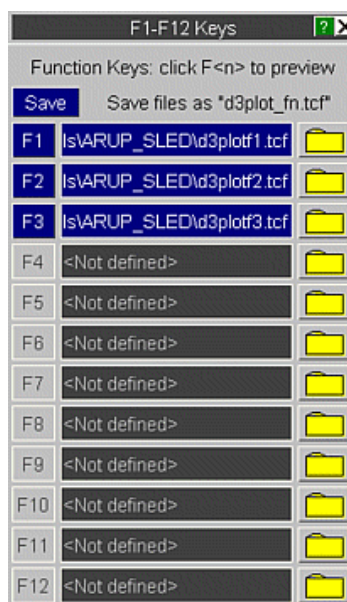 F1-F12 Keys ? X
Function Keys: click F<n> to preview
Save Save files as "d3plot_fn.tcf"
F1 ls\ARUP_SLED\d3plotf1.tcf
F2 ls\ARUP_SLED\d3plotf2.tcf
F3 ls\ARUP_SLED\d3plotf3.tcf
F4 <Not defined>
F5 <Not defined>
F6 <Not defined>
F7 <Not defined>
F8 <Not defined>
F9 <Not defined>
F10 <Not defined>
F11 <Not defined>
F12 <Not defined>